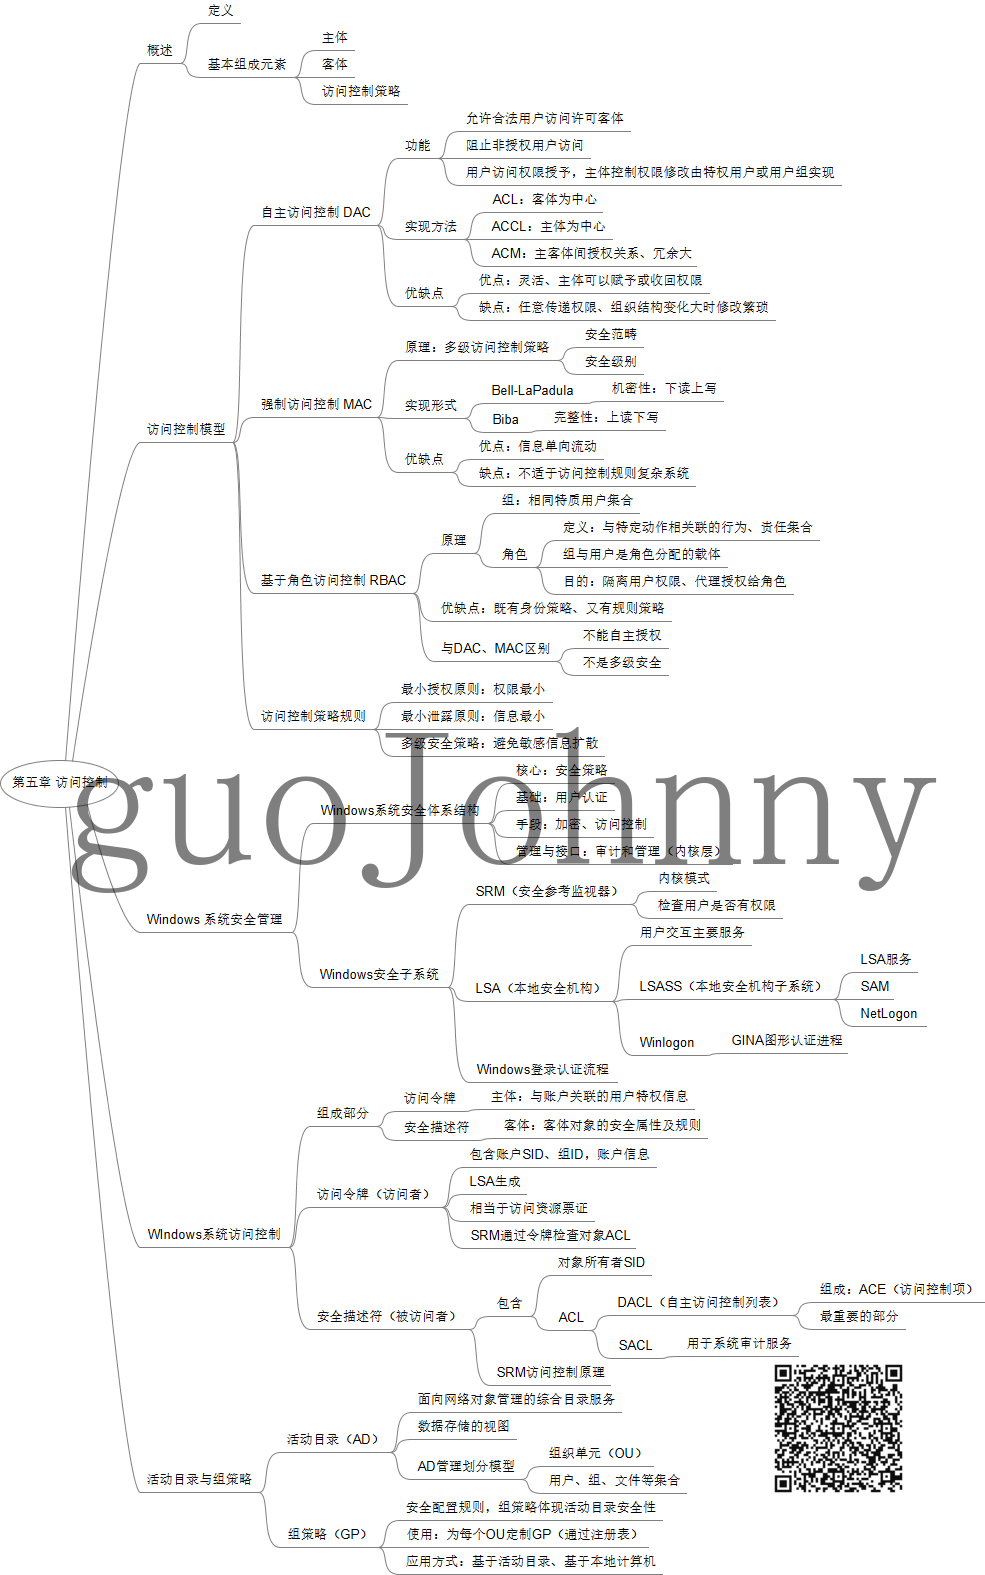 定义
概述
基本组成元素
主体
客体
访问控制策略
第五章 访问控制
访问控制模型
自主访问控制 DAC
功能
允许合法用户访问许可客体
阻止非授权用户访问
用户访问权限授予，主体控制权限修改由特权用户或用户组实现
实现方法
ACL：客体为中心
ACCL：主体为中心
ACM：主客体间授权关系、冗余大
优缺点
优点：灵活、主体可以赋予或收回权限
缺点：任意传递权限、组织结构变化大时修改繁琐
强制访问控制 MAC
原理：多级访问控制策略
安全范畴
安全级别
实现形式
Bell-LaPadula
机密性：下读上写
Biba
完整性：上读下写
优缺点
优点：信息单向流动
缺点：不适于访问控制规则复杂系统
基于角色访问控制 RBAC
原理
组：相同特质用户集合
角色
定义：与特定动作相关联的行为、责任集合
组与用户是角色分配的载体
目的：隔离用户权限、代理授权给角色
优缺点：既有身份策略、又有规则策略
与DAC、MAC区别
不能自主授权
不是多级安全
访问控制策略规则
最小授权原则：权限最小
最小泄露原则：信息最小
多级安全策略：避免敏感信息扩散
guoJohnny
Windows 系统安全管理
Windows系统安全体系结构
核心：安全策略
基础：用户认证
手段：加密、访问控制
管理与接口：审计和管理（内核层）
Windows安全子系统
SRM（安全参考监视器）
内核模式
检查用户是否有权限
LSA（本地安全机构）
用户交互主要服务
LSASS（本地安全机构子系统）
LSA服务
SAM
NetLogon
Winlogon
GINA图形认证进程
Windows登录认证流程
WIndows系统访问控制
组成部分
访问令牌
主体：与账户关联的用户特权信息
安全描述符
客体：客体对象的安全属性及规则
访问令牌（访问者）
包含账户SID、组ID，账户信息
LSA生成
相当于访问资源票证
SRM通过令牌检查对象ACL
安全描述符（被访问者）
包含
对象所有者SID
ACL
DACL（自主访问控制列表）
组成：ACE（访问控制项）
最重要的部分
SACL
用于系统审计服务
SRM访问控制原理
活动目录与组策略
活动目录（AD）
面向网络对象管理的综合目录服务
数据存储的视图
AD管理划分模型
组织单元（OU）
用户、组、文件等集合
组策略（GP）
安全配置规则，组策略体现活动目录安全性
使用：为每个OU定制GP（通过注册表）
应用方式：基于活动目录、基于本地计算机